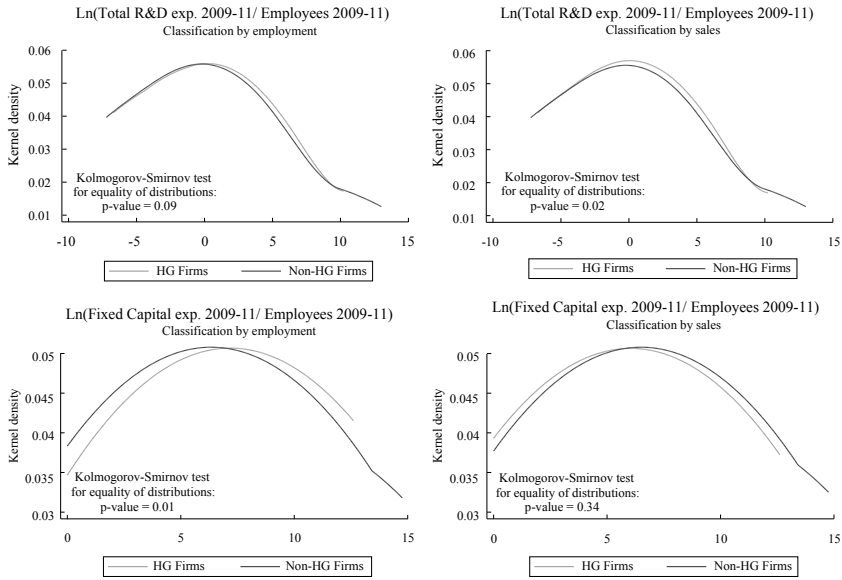 Ln(Total R&D exp. 2009-11/ Employees 2009-11)
Classification by employment
0.06
0.05
0.04
0.03
0.02
0.01
Kernel density
Kolmogorov-Smirnov test
for equality of distributions:
p-value = 0.09
-10
-5
0
5
10
15
HG Firms
Non-HG Firms
Ln(Total R&D exp. 2009-11/ Employees 2009-11)
Classification by sales
0.06
0.05
0.04
0.03
0.02
0.01
Kernel density
Kolmogorov-Smirnov test
for equality of distributions:
p-value = 0.02
-10
-5
0
5
10
15
HG Firms
Non-HG Firms
Ln(Fixed Capital exp. 2009-11/ Employees 2009-11)
Classification by employment
0.05
0.045
0.04
0.035
0.03
Kernel density
Kolmogorov-Smirnov test
for equality of distributions:
p-value = 0.01
0
5
10
15
HG Firms
Non-HG Firms
Ln(Fixed Capital exp. 2009-11/ Employees 2009-11)
Classification by sales
0.05
0.045
0.04
0.035
0.03
Kernel density
Kolmogorov-Smirnov test
for equality of distributions:
p-value = 0.34
0
5
10
15
HG Firms
Non-HG Firms